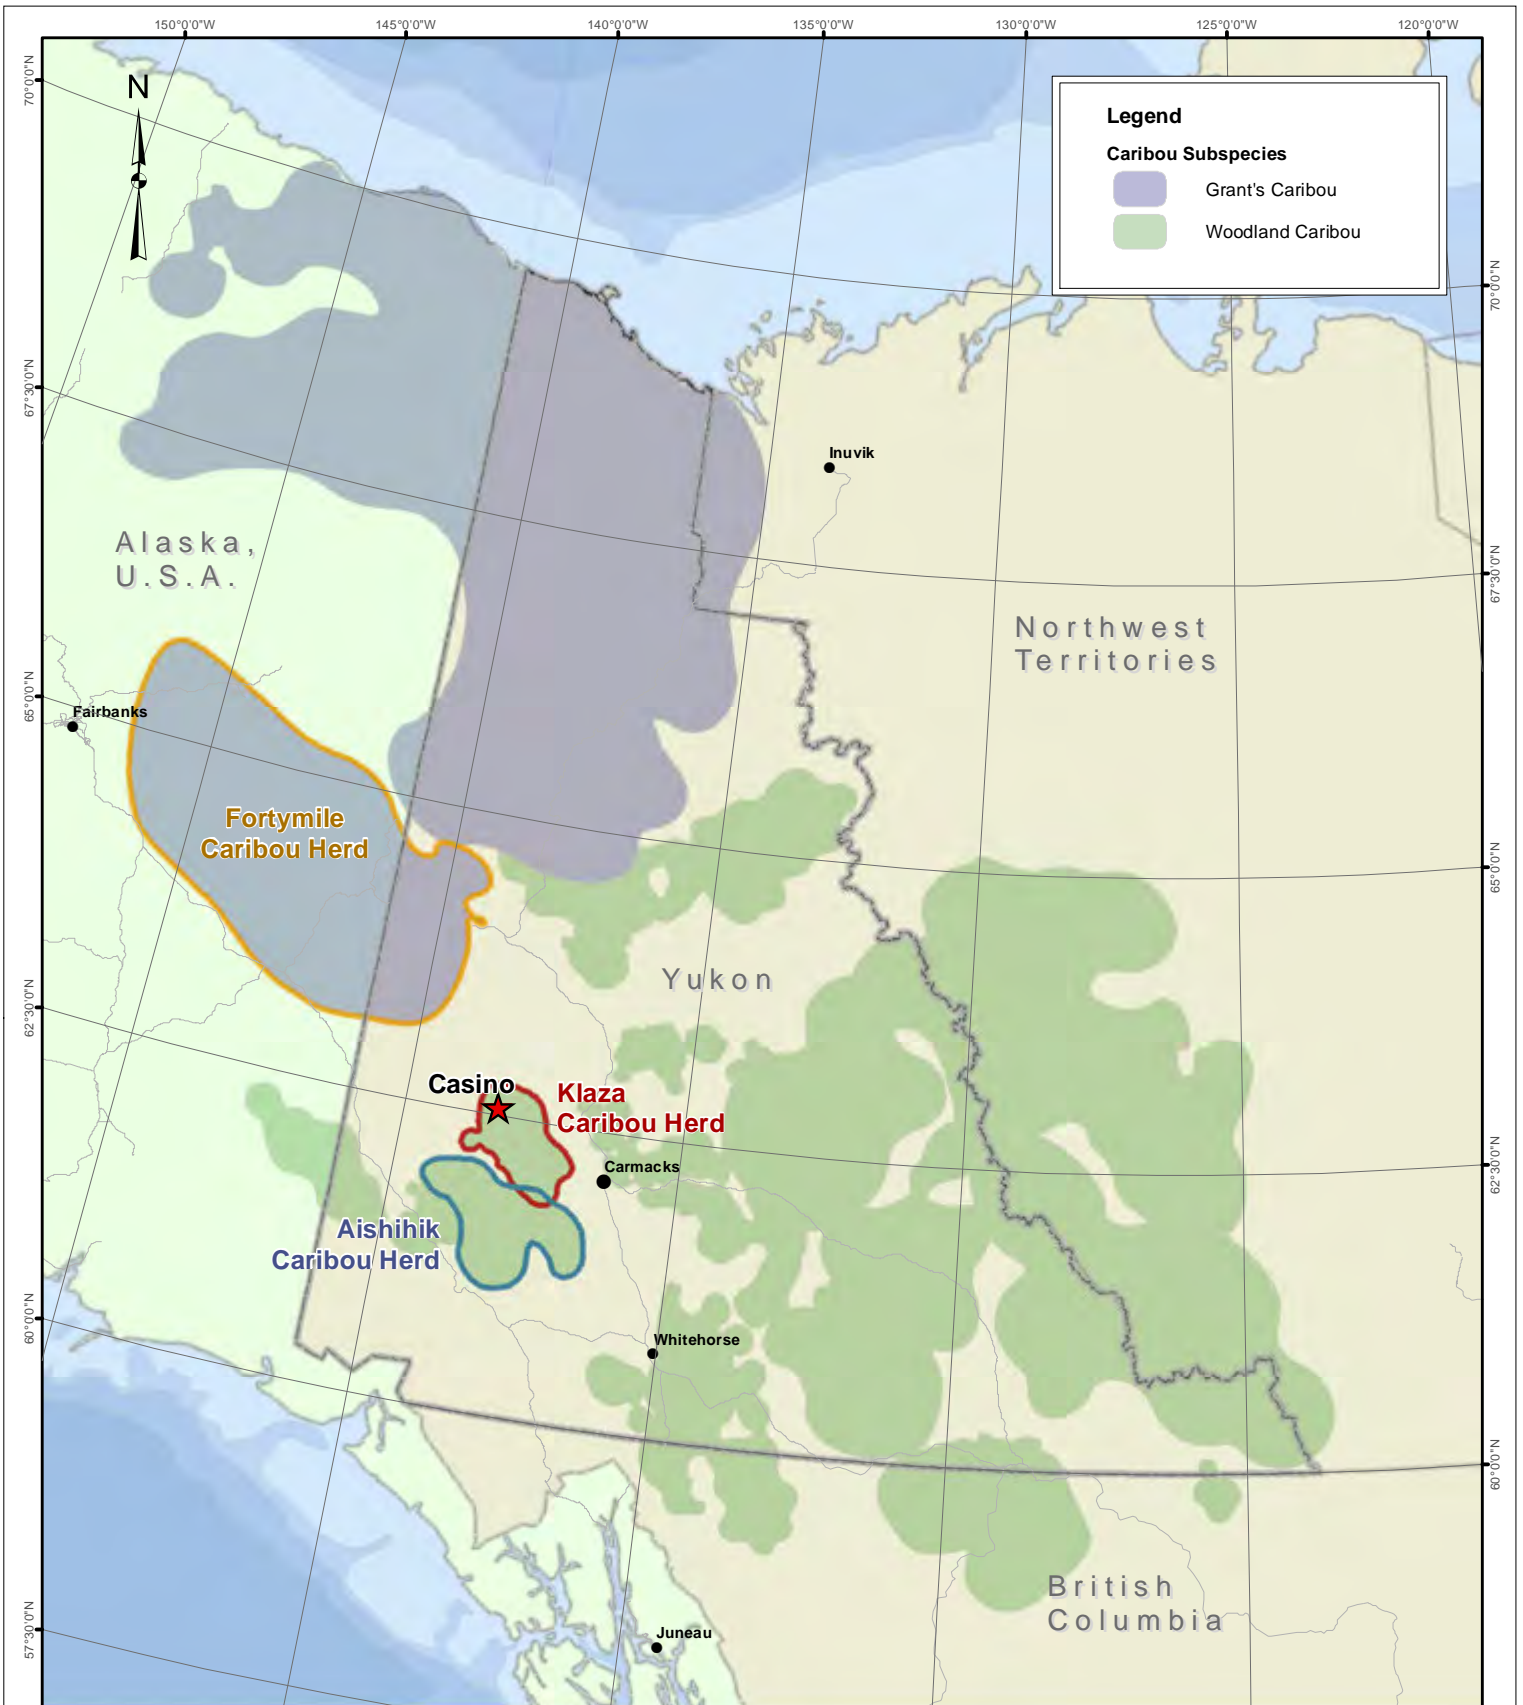 150°0'0"W
145°0'0"W
140°0'0"W
135°0'0"W
130°0'0"W
125°0'0"W
120°0'0"W
70°0'0"N
N
Legend
Caribou Subspecies
Grant's Caribou
Woodland Caribou
70°0'0"N
67°30'0"N
Inuvik
Alaska,
U.S.A.
67°30'0"N
Northwest
Territories
65°0'0"N
Fairbanks
Fortymile
Caribou Herd
65°0'0"N
Yukon
62°30'0"N
Casino
Klaza
Caribou Herd
Carmacks
62°30'0"N
Aishihik
Caribou Herd
60°0'0"N
Whitehorse
60°0'0"N
British
Columbia
57°30'0"N
Juneau